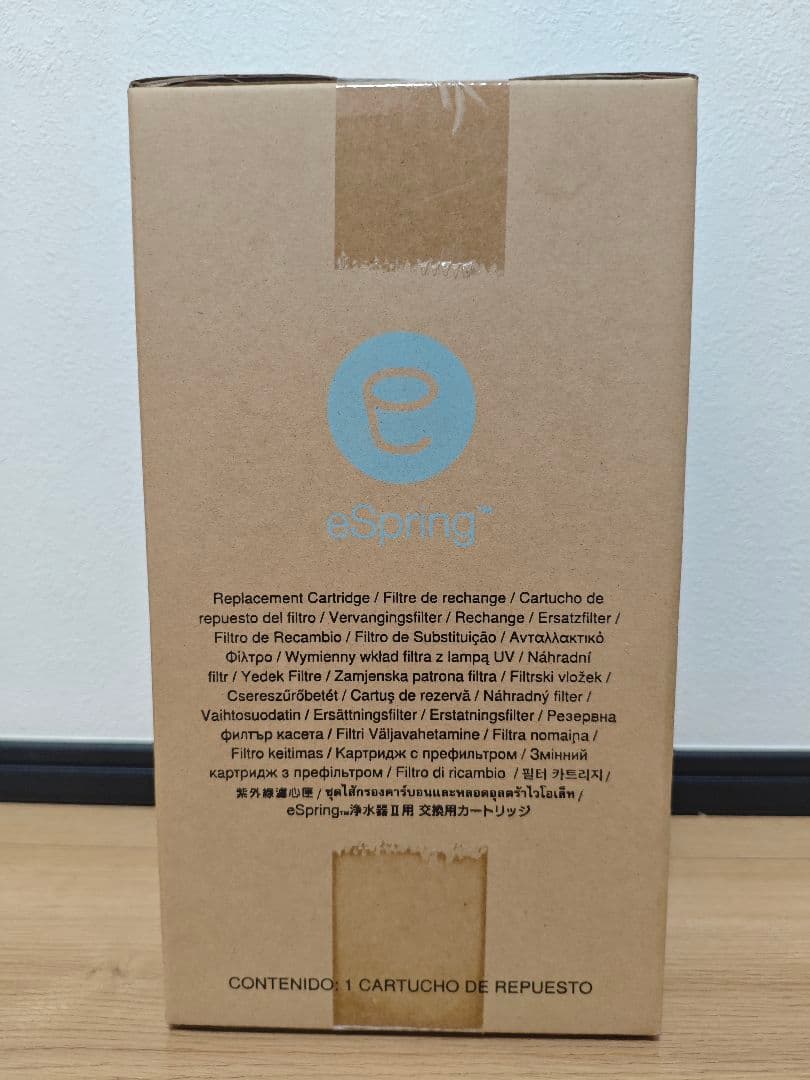 eSpring™
Replacement Cartridge / Filtre de rechange / Cartucho de
repuesto del filtro / Vervangingsfilter / Rechange / Ersatzfilter /
Filtro de Recambio / Filtro de Substituição / Ανταλλακτικό
Φίλτρο / Wymienny wkład filtra z lampą UV / Náhradní
filtr / Yedek Filtre / Zamjenska patrona filtra / Filtrski vložek /
Csereszűrőbetét / Cartuş de rezervă / Náhradný filter /
Vaihtosuodatin / Ersättningsfilter / Erstatningsfilter / Резервна
филтър касета / Filtri Väljavahetamine / Filtra nomaiņa /
Filtro keitimas / Картридж с префильтром / Змінний
картридж з префільтром / Filtro di ricambio / 필터 카트리지 /
紫外線濾心匣 / ชุดไส้กรองคาร์บอนและหลอดอุลตร้าไวโอเล็ท /
eSpring™浄水器Ⅱ用 交換用カートリッジ
CONTENIDO: 1 CARTUCHO DE REPUESTO